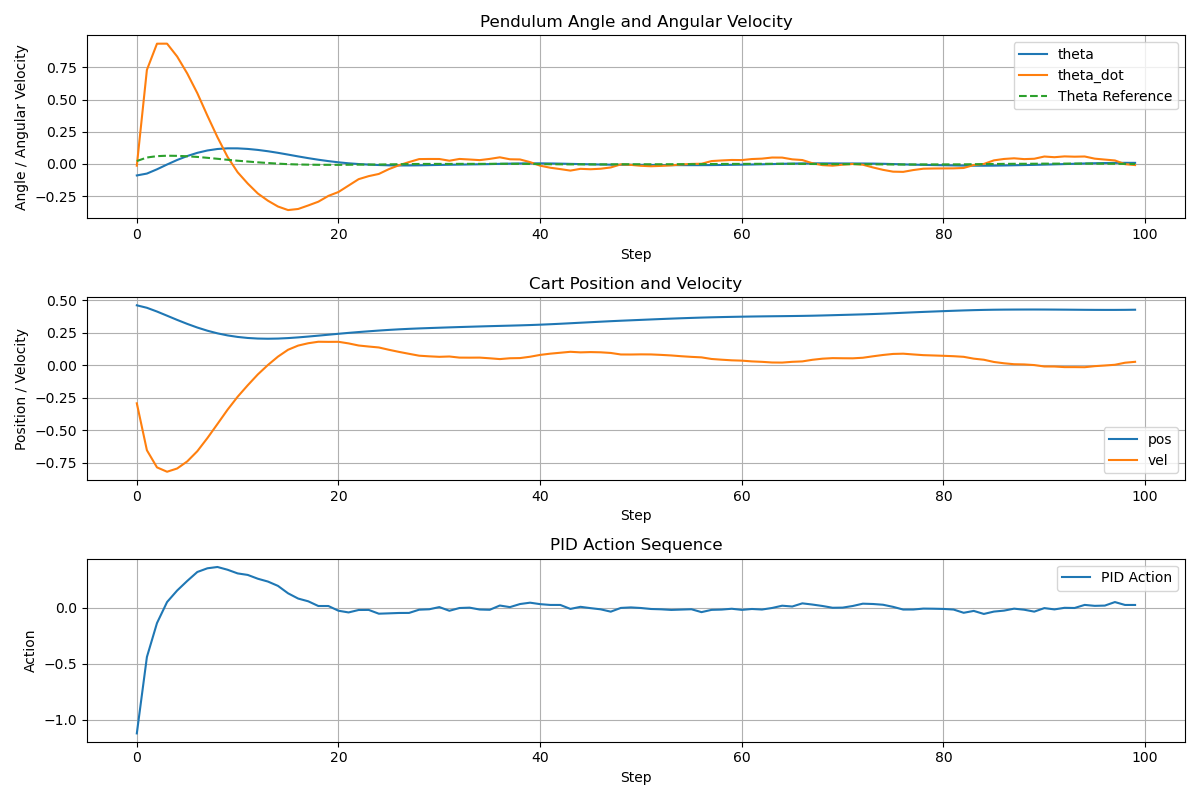 Pendulum Angle and Angular Velocity
Angle / Angular Velocity
0.75
0.50
0.25
0.00
−0.25
theta
theta_dot
Theta Reference
0 20 40 60 80 100
Step
Cart Position and Velocity
Position / Velocity
0.50
0.25
0.00
−0.25
−0.50
−0.75
pos
vel
0 20 40 60 80 100
Step
PID Action Sequence
Action
0.0
−0.5
−1.0
PID Action
0 20 40 60 80 100
Step